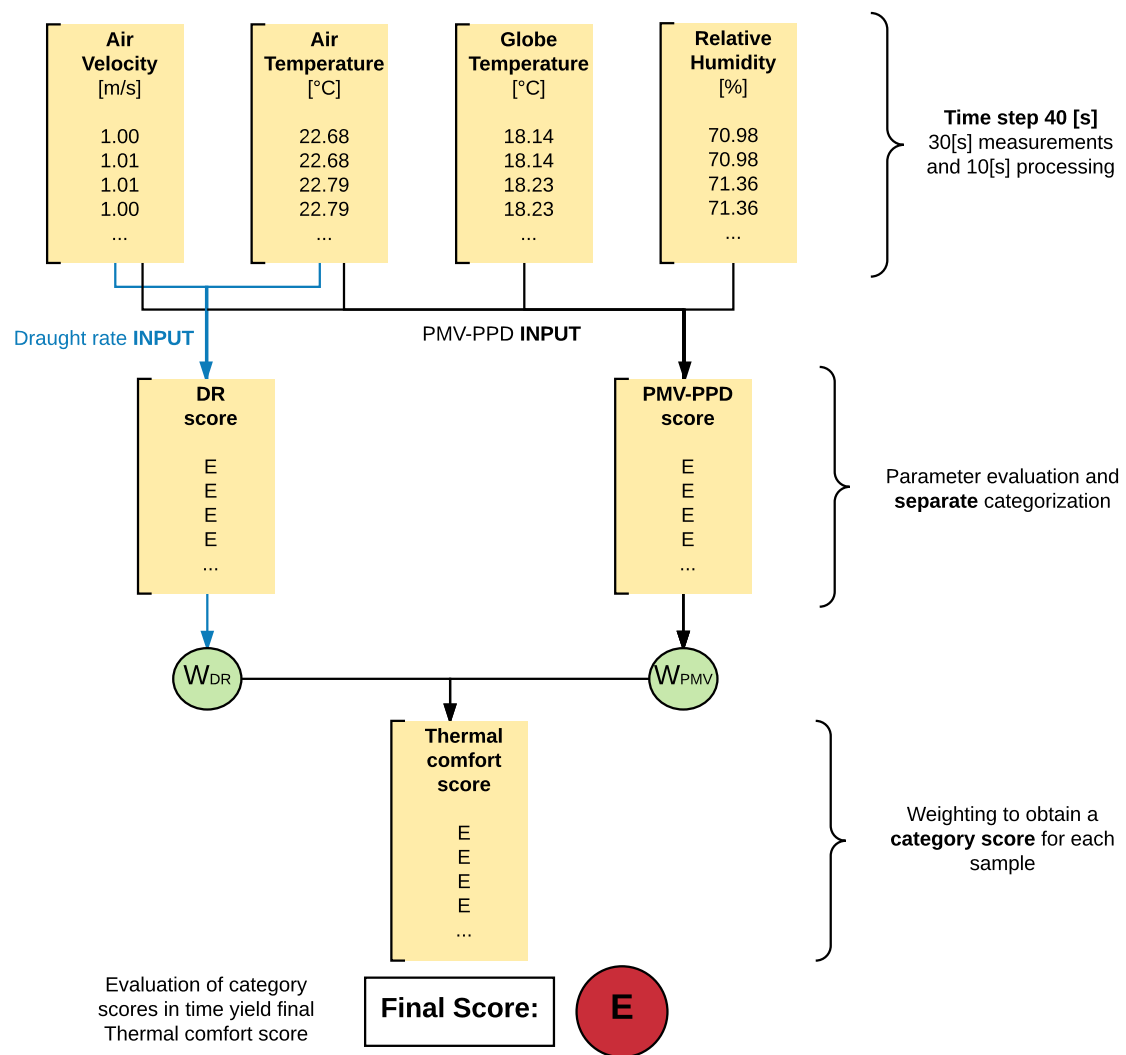 Air
Velocity
[m/s]
1.00
1.01
1.01
1.00
...
Air
Temperature
[°C]
22.68
22.68
22.79
22.79
...
Globe
Temperature
[°C]
18.14
18.14
18.23
18.23
...
Relative
Humidity
[%]
70.98
70.98
71.36
71.36
...
Time step 40 [s]
30[s] measurements
and 10[s] processing
Draught rate INPUT
PMV-PPD INPUT
DR
score
E
E
E
E
...
PMV-PPD
score
E
E
E
E
...
Parameter evaluation and
separate categorization
WDR
WPMV
Thermal
comfort
score
E
E
E
E
...
Weighting to obtain a
category score for each
sample
Evaluation of category
scores in time yield final
Thermal comfort score
Final Score:
E